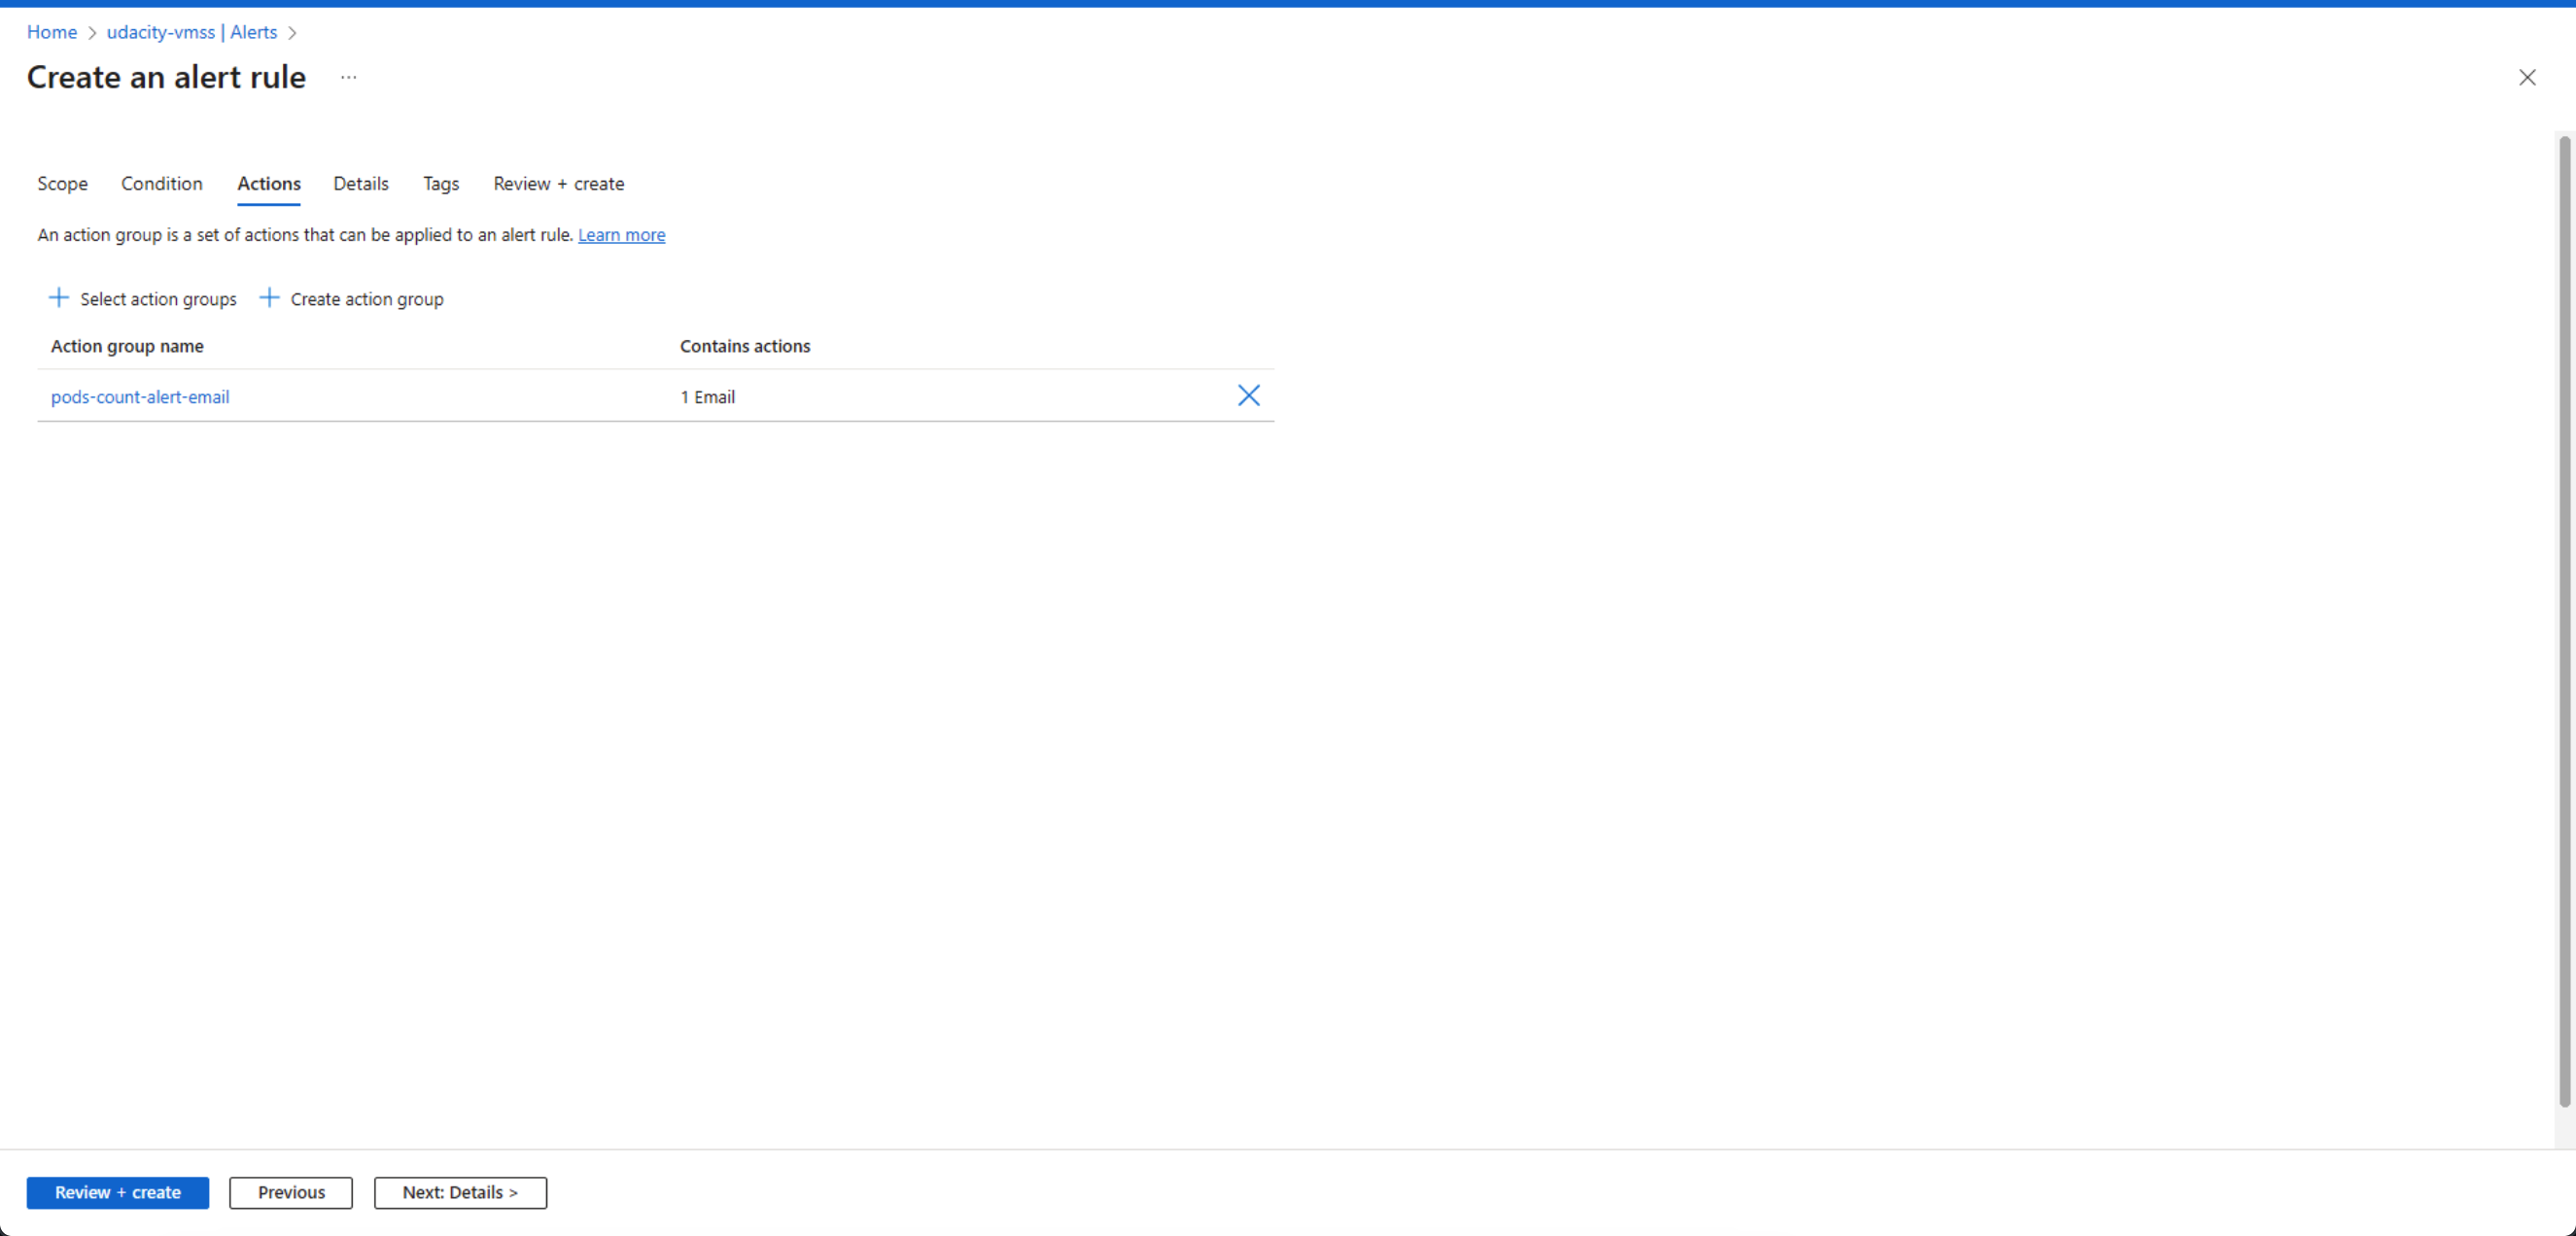 Home > udacity-vmss | Alerts >
Create an alert rule ...
Scope Condition Actions Details Tags Review + create
An action group is a set of actions that can be applied to an alert rule. Learn more
+ Select action groups + Create action group
Action group name Contains actions
pods-count-alert-email 1 Email
Review + create Previous Next: Details >